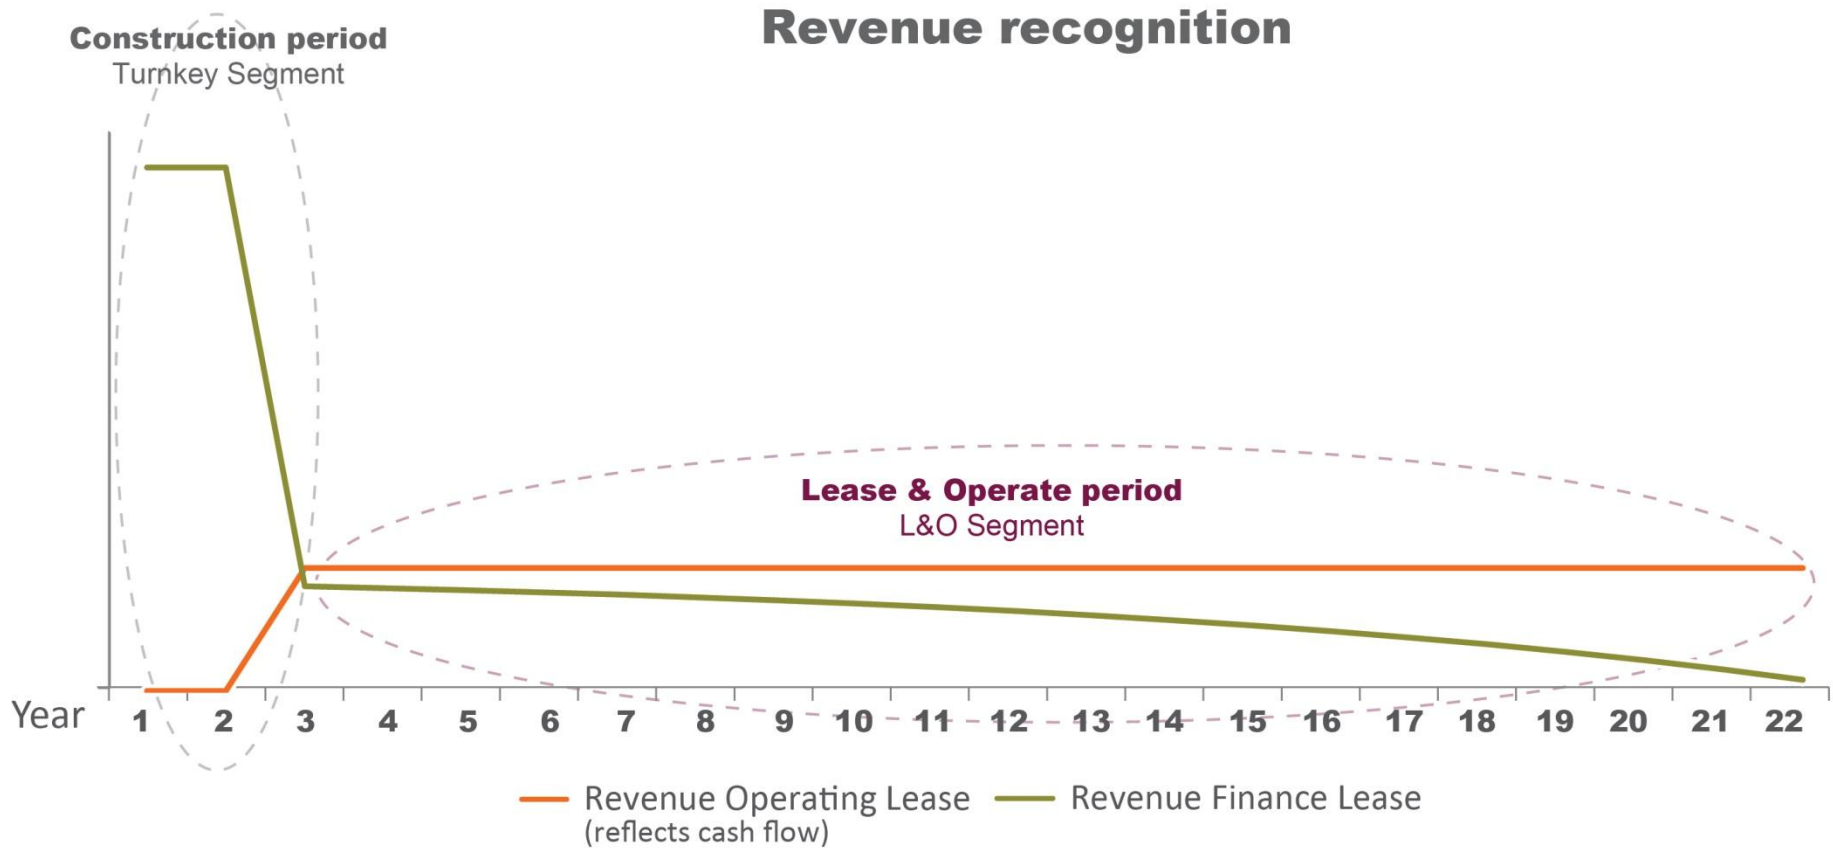 Revenue recognition
Construction period
Turnkey Segment
Lease & Operate period
L&O Segment
Year 1 2 3 4 5 6 7 8 9 10 11 12 13 14 15 16 17 18 19 20 21 22
Revenue Operating Lease Revenue Finance Lease
(reflects cash flow)